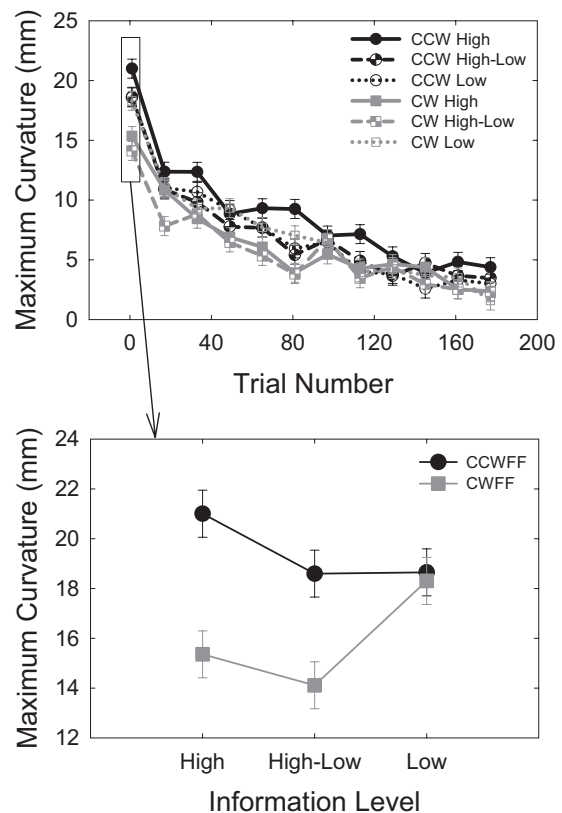 25
20
15
10
5
0
Maximum Curvature (mm)
CCW High
CCW High-Low
CCW Low
CW High
CW High-Low
CW Low
0 40 80 120 160 200
Trial Number
24
22
20
18
16
14
12
Maximum Curvature (mm)
CCWFF
CWFF
High High-Low Low
Information Level